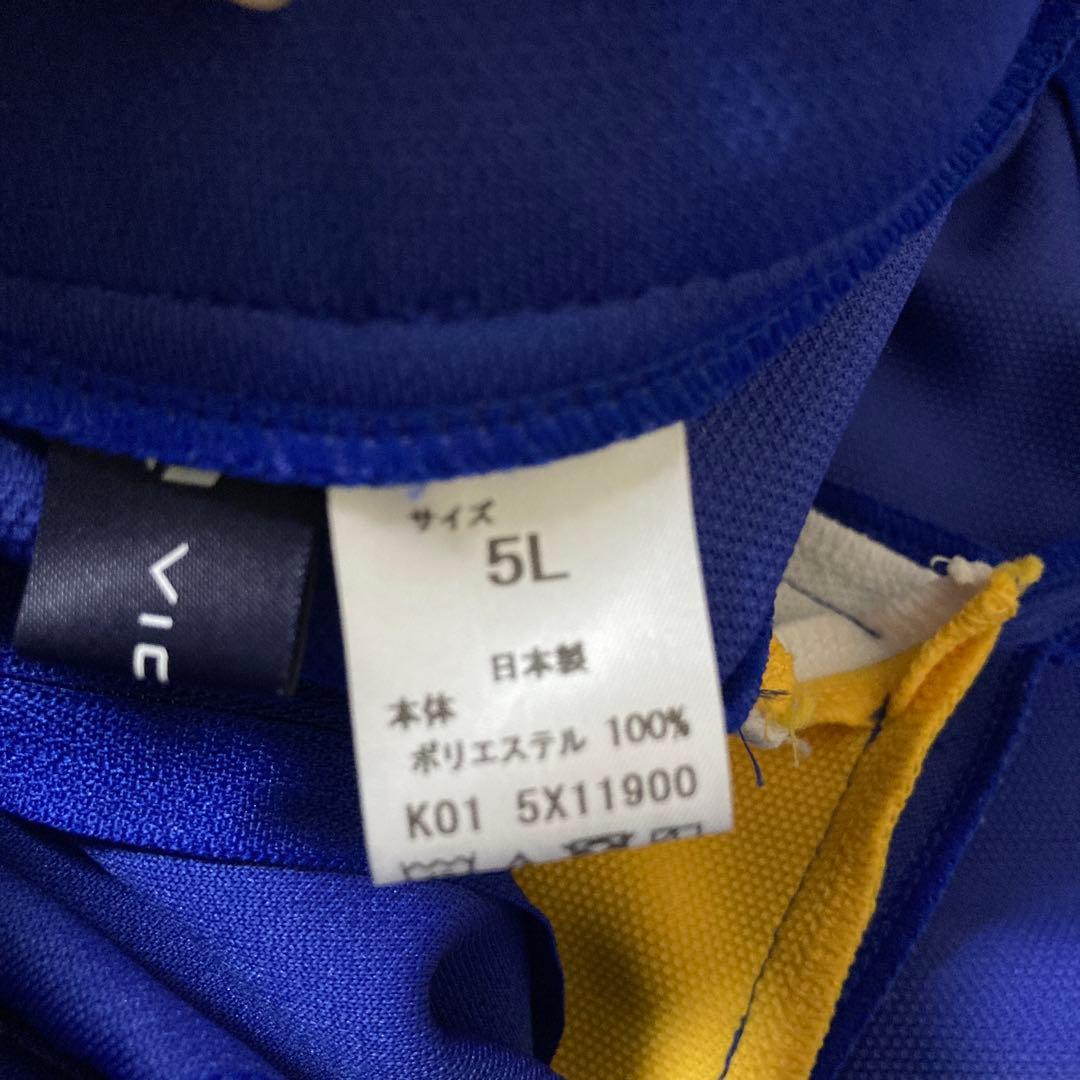 VIC
サイズ
5L
日本製
本体
ポリエステル 100%
K01 5X11900